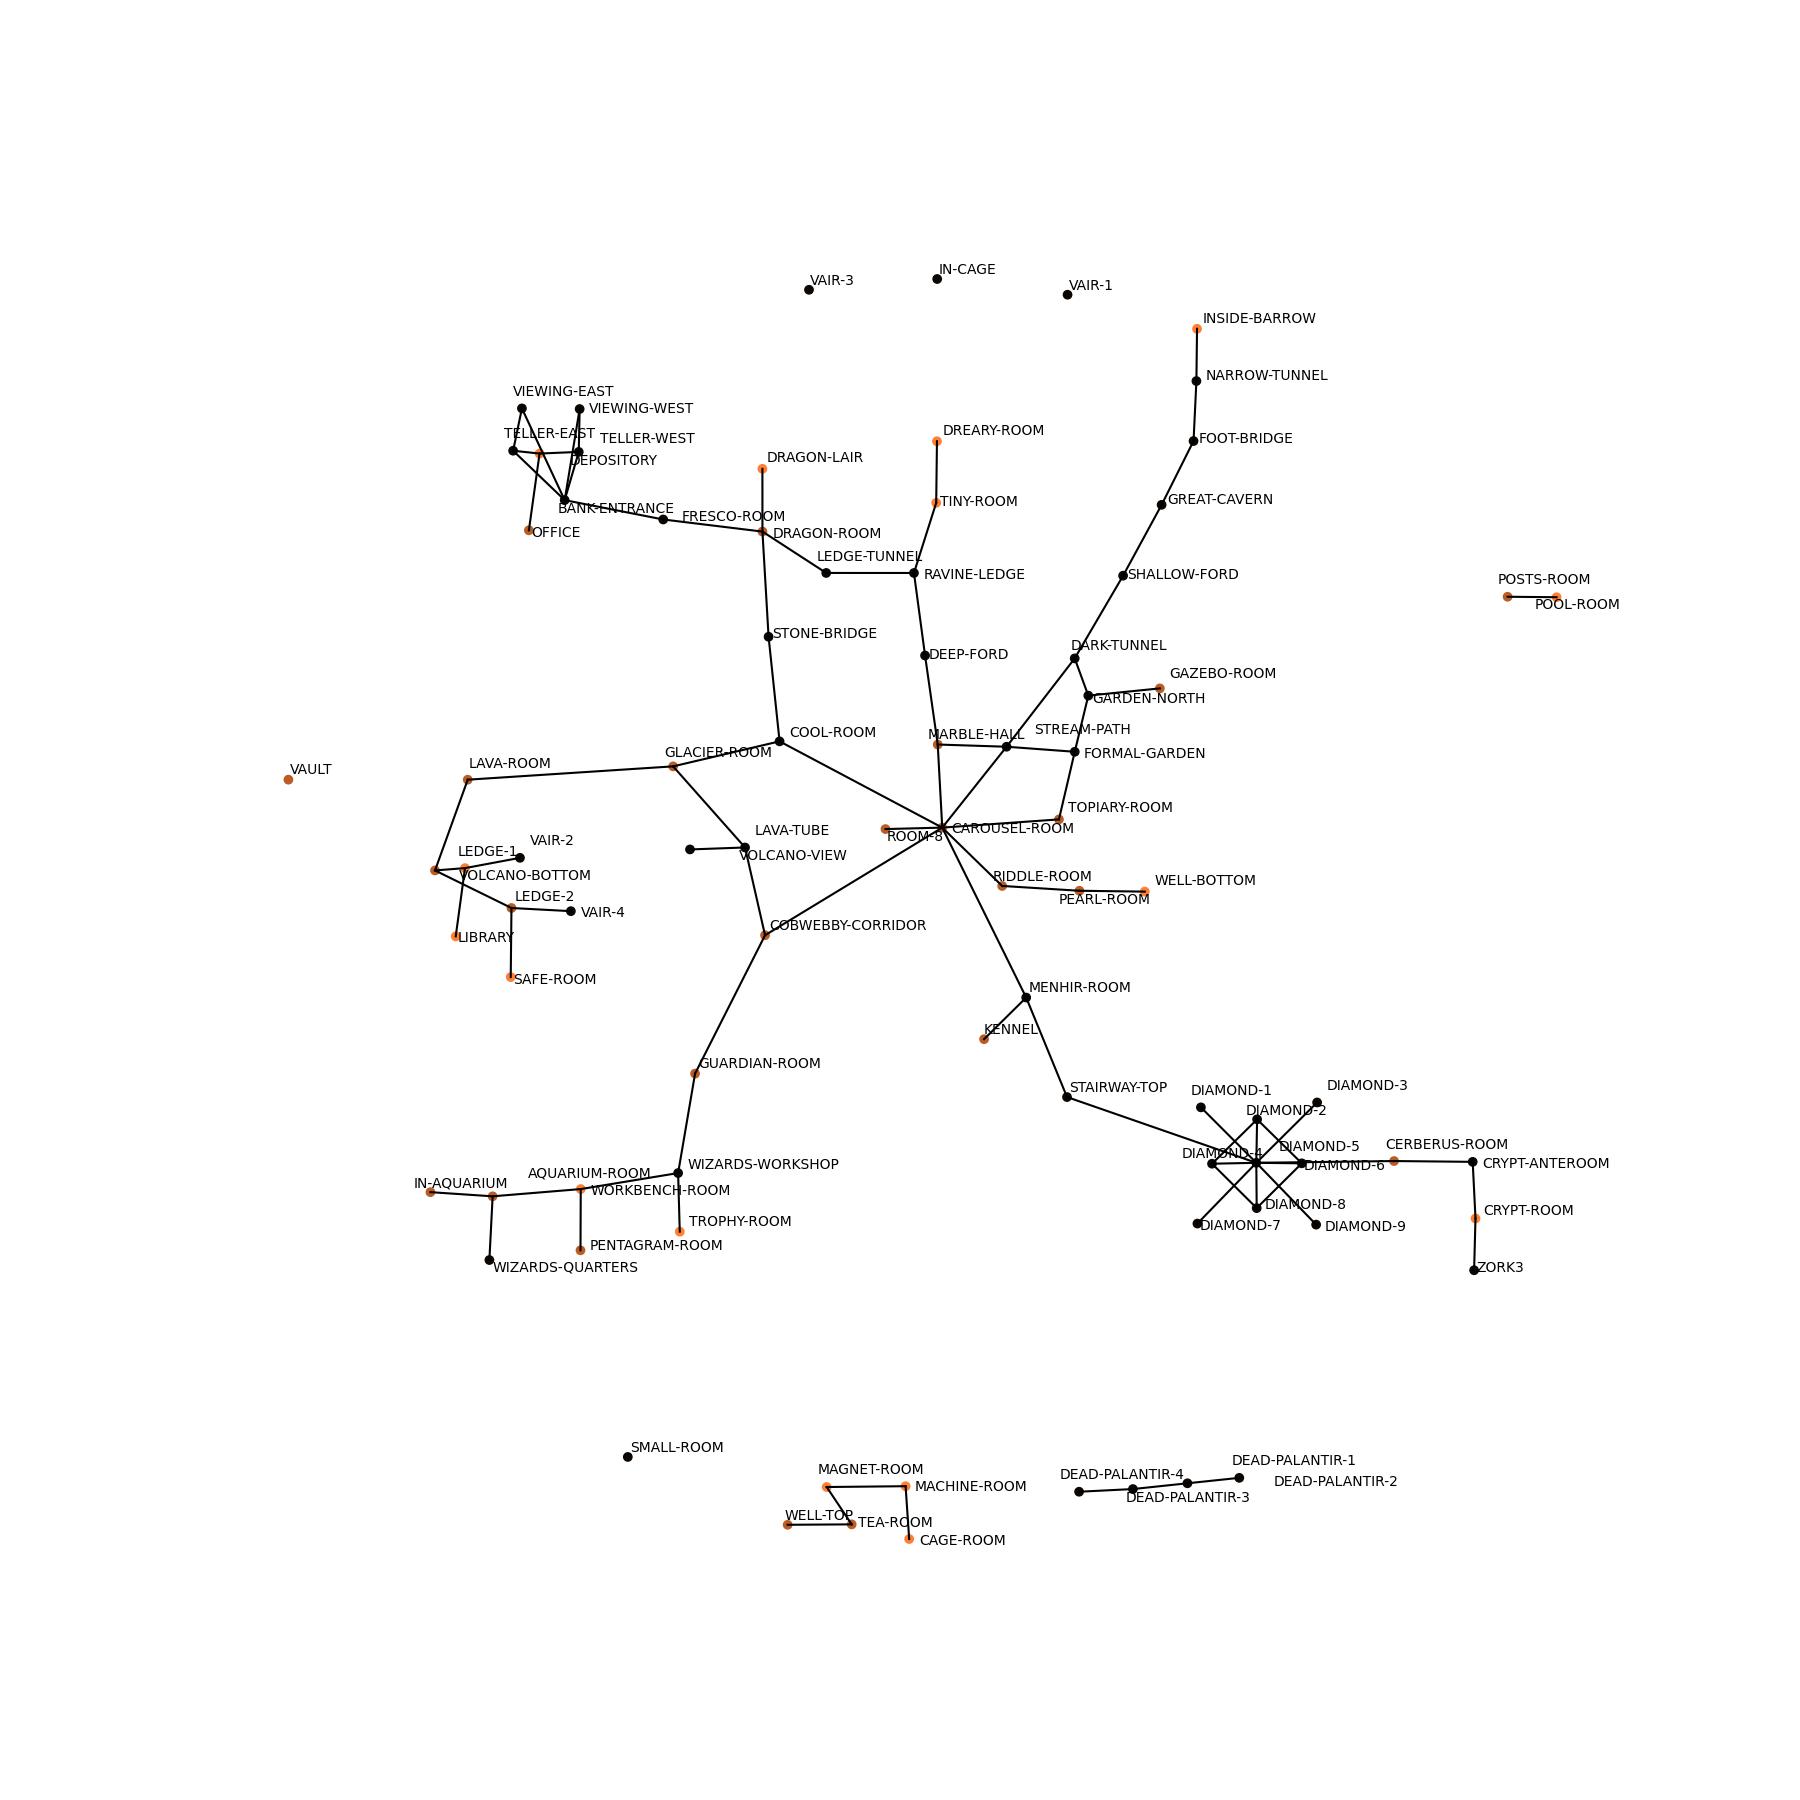 IN-CAGE
VAIR-3
VAIR-1
INSIDE-BARROW
NARROW-TUNNEL
VIEWING-EAST
VIEWING-WEST
DREARY-ROOM
TELLER-EAST
TELLER-WEST
FOOT-BRIDGE
DRAGON-LAIR
DEPOSITORY
GREAT-CAVERN
TINY-ROOM
BANK-ENTRANCE
FRESCO-ROOM
OFFICE
DRAGON-ROOM
LEDGE-TUNNEL
RAVINE-LEDGE
SHALLOW-FORD
POSTS-ROOM
POOL-ROOM
STONE-BRIDGE
DARK-TUNNEL
DEEP-FORD
GAZEBO-ROOM
GARDEN-NORTH
STREAM-PATH
COOL-ROOM
MARBLE-HALL
GLACIER-ROOM
FORMAL-GARDEN
LAVA-ROOM
VAULT
TOPIARY-ROOM
LAVA-TUBE
CAROUSEL-ROOM
ROOM-8
VAIR-2
LEDGE-1
VOLCANO-VIEW
VOLCANO-BOTTOM
RIDDLE-ROOM
WELL-BOTTOM
LEDGE-2
PEARL-ROOM
VAIR-4
COBWEBBY-CORRIDOR
LIBRARY
SAFE-ROOM
MENHIR-ROOM
KENNEL
GUARDIAN-ROOM
STAIRWAY-TOP
DIAMOND-1
DIAMOND-3
DIAMOND-2
CERBERUS-ROOM
DIAMOND-5
DIAMOND-4
DIAMOND-6
CRYPT-ANTEROOM
WIZARDS-WORKSHOP
AQUARIUM-ROOM
IN-AQUARIUM
WORKBENCH-ROOM
DIAMOND-8
CRYPT-ROOM
TROPHY-ROOM
DIAMOND-7
DIAMOND-9
PENTAGRAM-ROOM
WIZARDS-QUARTERS
ZORK3
SMALL-ROOM
DEAD-PALANTIR-1
MAGNET-ROOM
DEAD-PALANTIR-4
DEAD-PALANTIR-2
MACHINE-ROOM
DEAD-PALANTIR-3
WELL-TOP
TEA-ROOM
CAGE-ROOM